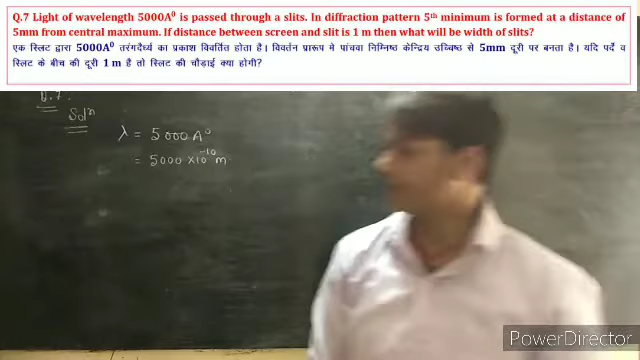 Q.7 Light of wavelength 5000A⁰ is passed through a slits. In diffraction pattern 5ᵗʰ minimum is formed at a distance of
5mm from central maximum. If distance between screen and slit is 1 m then what will be width of slits?
एक स्लिट द्वारा 5000A⁰ तरंगदैर्ध्य का प्रकाश विवर्तित होता है। विवर्तन प्रारूप मे पांचवा निम्निष्ठ केन्द्रिय उच्चिष्ठ से 5mm दूरी पर बनता है। यदि पर्दे व
स्लिट के बीच की दूरी 1 m है तो स्लिट की चौड़ाई क्या होगी?
Q.7.
Solⁿ
λ = 5000A⁰
= 5000 ×10⁻¹⁰ m
PowerDirector